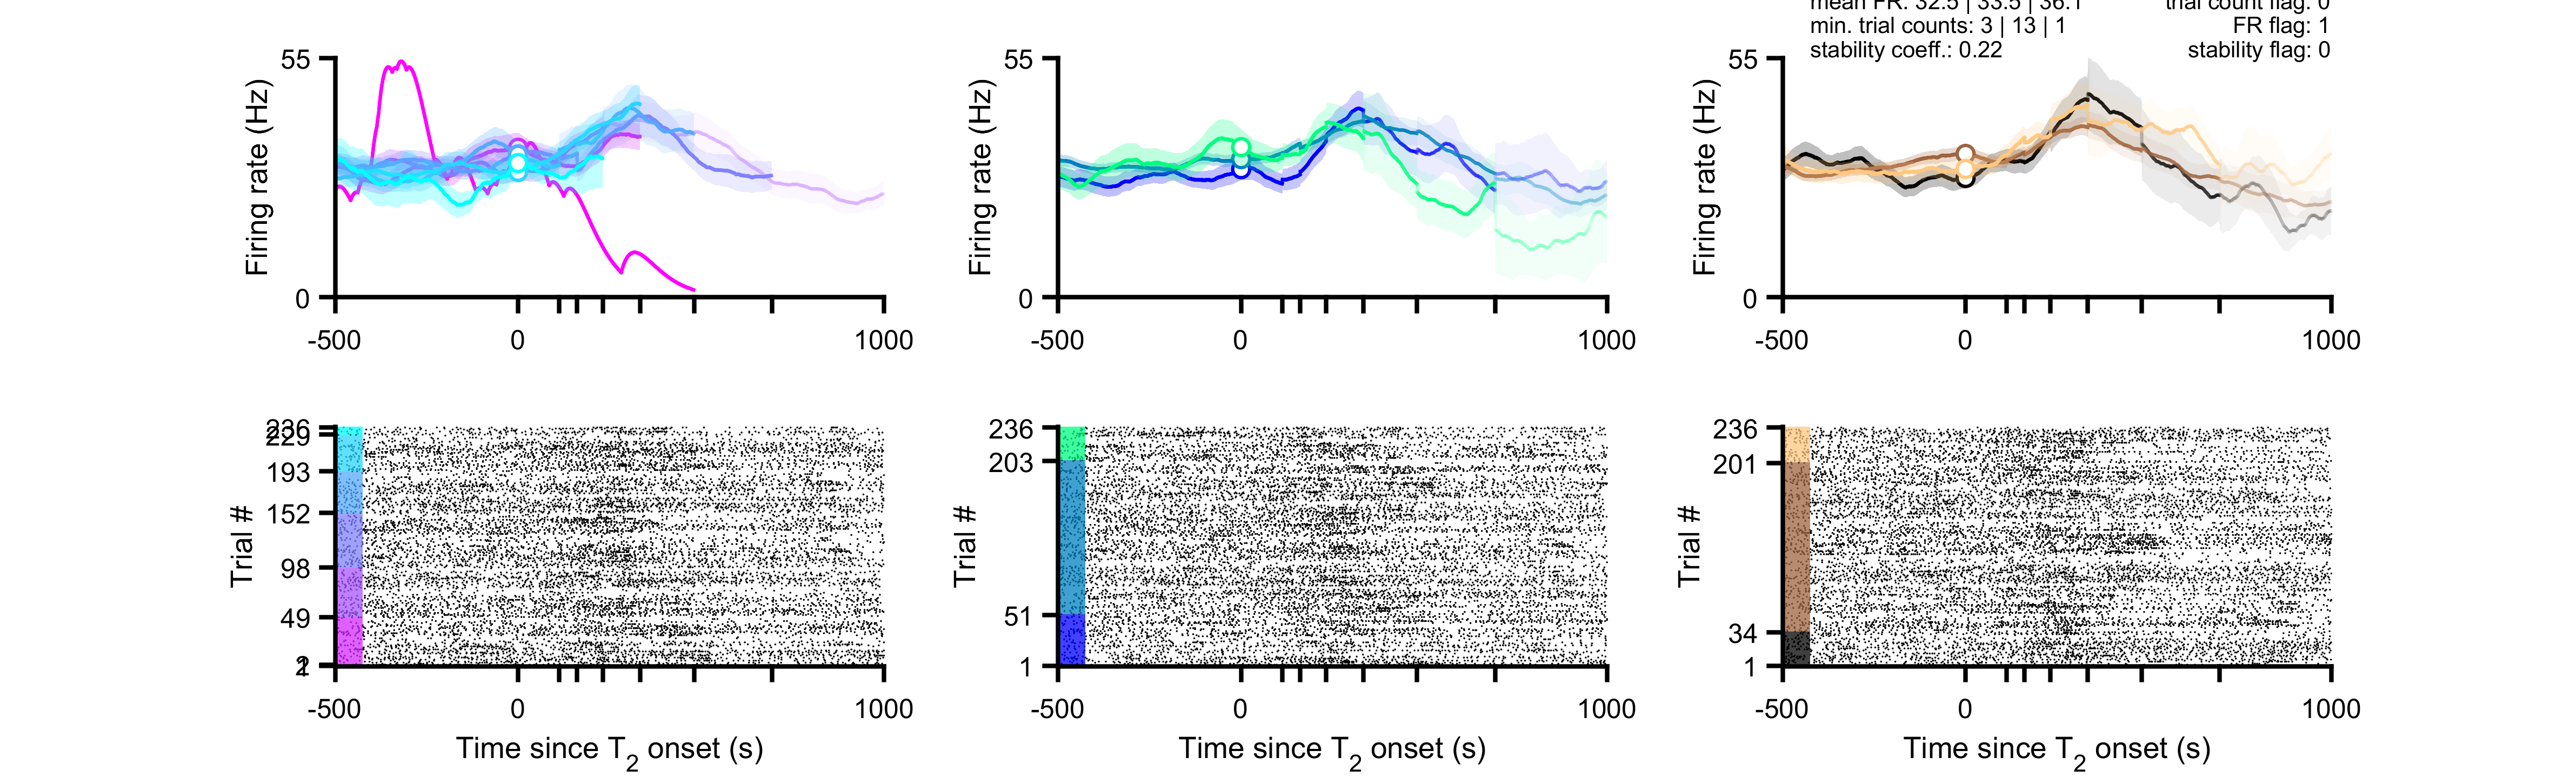 mean FR: 32.5 | 33.5 | 36.1
trial count flag: 0
min. trial counts: 3 | 13 | 1
FR flag: 1
stability coeff.: 0.22
stability flag: 0
55
Firing rate (Hz)
0
-500
0
1000
55
Firing rate (Hz)
0
-500
0
1000
55
Firing rate (Hz)
0
-500
0
1000
236
229
193
152
98
49
2
1
Trial #
-500
0
1000
Time since T2 onset (s)
236
203
51
1
Trial #
-500
0
1000
Time since T2 onset (s)
236
201
34
1
Trial #
-500
0
1000
Time since T2 onset (s)